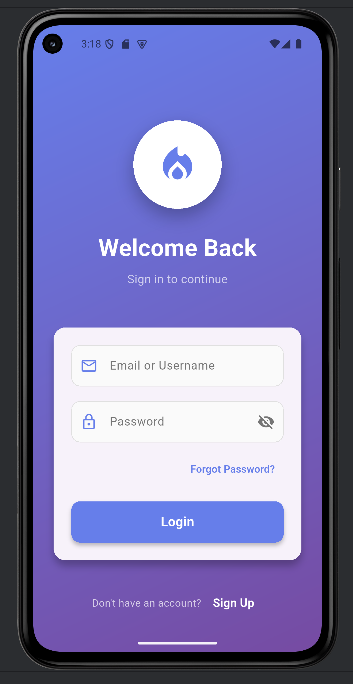 3:18
Welcome Back
Sign in to continue
Email or Username
Password
Forgot Password?
Login
Don't have an account? Sign Up